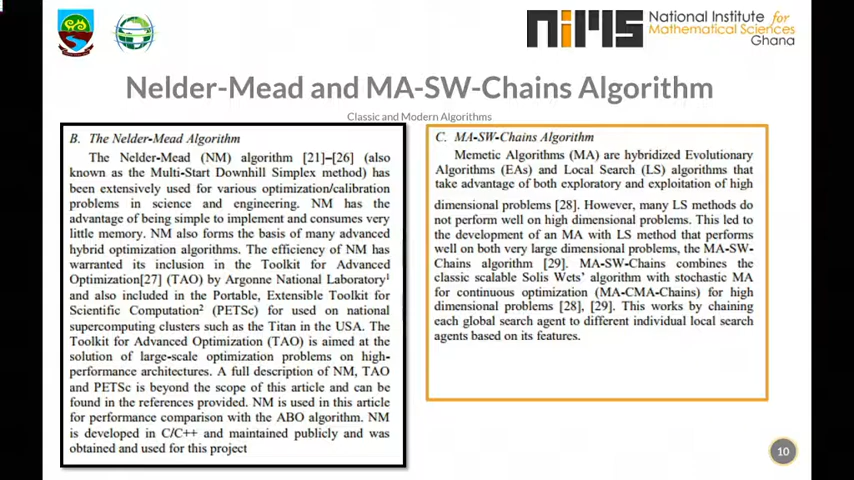 NIMS
National Institute for
Mathematical Sciences
Ghana
Nelder-Mead and MA-SW-Chains Algorithm
Classic and Modern Algorithms
B. The Nelder-Mead Algorithm
The Nelder-Mead (NM) algorithm [21]–[26] (also
known as the Multi-Start Downhill Simplex method) has
been extensively used for various optimization/calibration
problems in science and engineering. NM has the
advantage of being simple to implement and consumes very
little memory. NM also forms the basis of many advanced
hybrid optimization algorithms. The efficiency of NM has
warranted its inclusion in the Toolkit for Advanced
Optimization[27] (TAO) by Argonne National Laboratory¹
and also included in the Portable, Extensible Toolkit for
Scientific Computation² (PETSc) for used on national
supercomputing clusters such as the Titan in the USA. The
Toolkit for Advanced Optimization (TAO) is aimed at the
solution of large-scale optimization problems on high-
performance architectures. A full description of NM, TAO
and PETSc is beyond the scope of this article and can be
found in the references provided. NM is used in this article
for performance comparison with the ABO algorithm. NM
is developed in C/C++ and maintained publicly and was
obtained and used for this project
C. MA-SW-Chains Algorithm
Memetic Algorithms (MA) are hybridized Evolutionary
Algorithms (EAs) and Local Search (LS) algorithms that
take advantage of both exploratory and exploitation of high
dimensional problems [28]. However, many LS methods do
not perform well on high dimensional problems. This led to
the development of an MA with LS method that performs
well on both very large dimensional problems, the MA-SW-
Chains algorithm [29]. MA-SW-Chains combines the
classic scalable Solis Wets' algorithm with stochastic MA
for continuous optimization (MA-CMA-Chains) for high
dimensional problems [28], [29]. This works by chaining
each global search agent to different individual local search
agents based on its features.
10